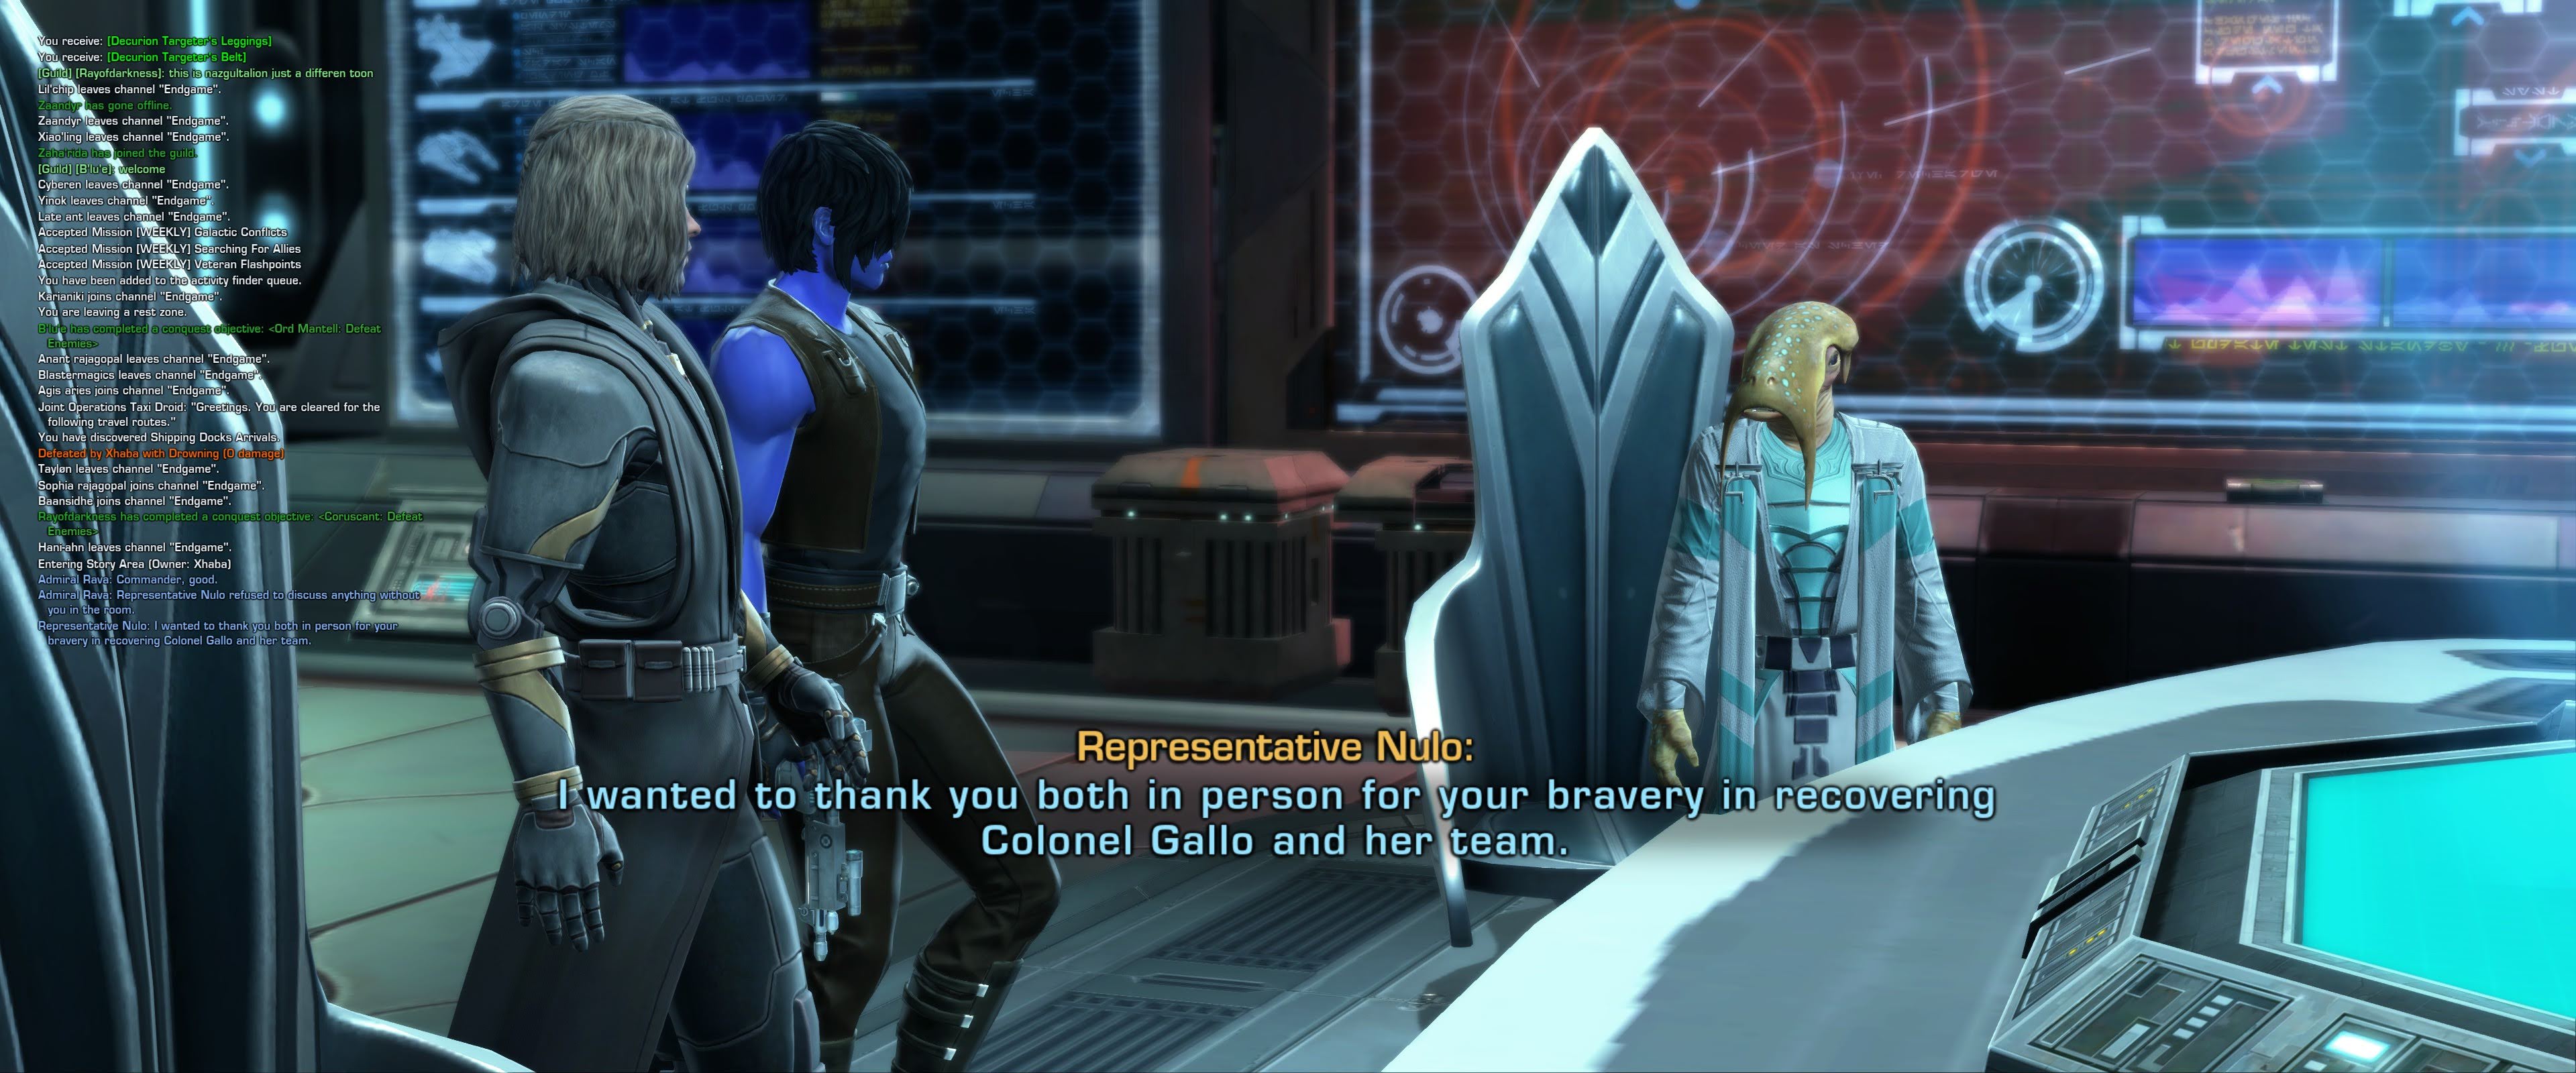 You receive: [Decurion Targeter's Leggings]
You receive: [Decurion Targeter's Belt]
[Guild] [Rayofdarkness]: this is nazgultalion just a differen toon
Lil'chip leaves channel "Endgame".
Zaandyr has gone offline.
Zaandyr leaves channel "Endgame".
Xiao'ling leaves channel "Endgame".
Zaha'rida has joined the guild.
[Guild] [B'lu'e]: welcome
Cyberen leaves channel "Endgame".
Yinok leaves channel "Endgame".
Late ant leaves channel "Endgame".
Accepted Mission [WEEKLY] Galactic Conflicts
Accepted Mission [WEEKLY] Searching For Allies
Accepted Mission [WEEKLY] Veteran Flashpoints
You have been added to the activity finder queue.
Karianiki joins channel "Endgame".
You are leaving a rest zone.
B'lu'e has completed a conquest objective: <Ord Mantell: Defeat
Enemies>
Anant rajagopal leaves channel "Endgame".
Blastermagics leaves channel "Endgame".
Agis aries joins channel "Endgame".
Joint Operations Taxi Droid: "Greetings. You are cleared for the
following travel routes."
You have discovered Shipping Docks Arrivals.
Defeated by Xhaba with Drowning (0 damage)
Tayløn leaves channel "Endgame".
Sophia rajagopal joins channel "Endgame".
Baansidhe joins channel "Endgame".
Rayofdarkness has completed a conquest objective: <Coruscant: Defeat
Enemies>
Hani-ahn leaves channel "Endgame".
Entering Story Area (Owner: Xhaba)
Admiral Rava: Commander, good.
Admiral Rava: Representative Nulo refused to discuss anything without
you in the room.
Representative Nulo: I wanted to thank you both in person for your
bravery in recovering Colonel Gallo and her team.
Representative Nulo:
I wanted to thank you both in person for your bravery in recovering
Colonel Gallo and her team.